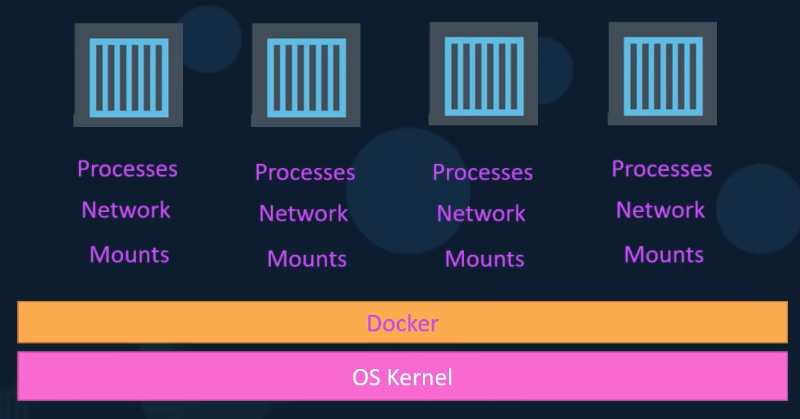 Processes Processes Processes Processes
Network Network Network Network
Mounts Mounts Mounts Mounts
Docker
OS Kernel